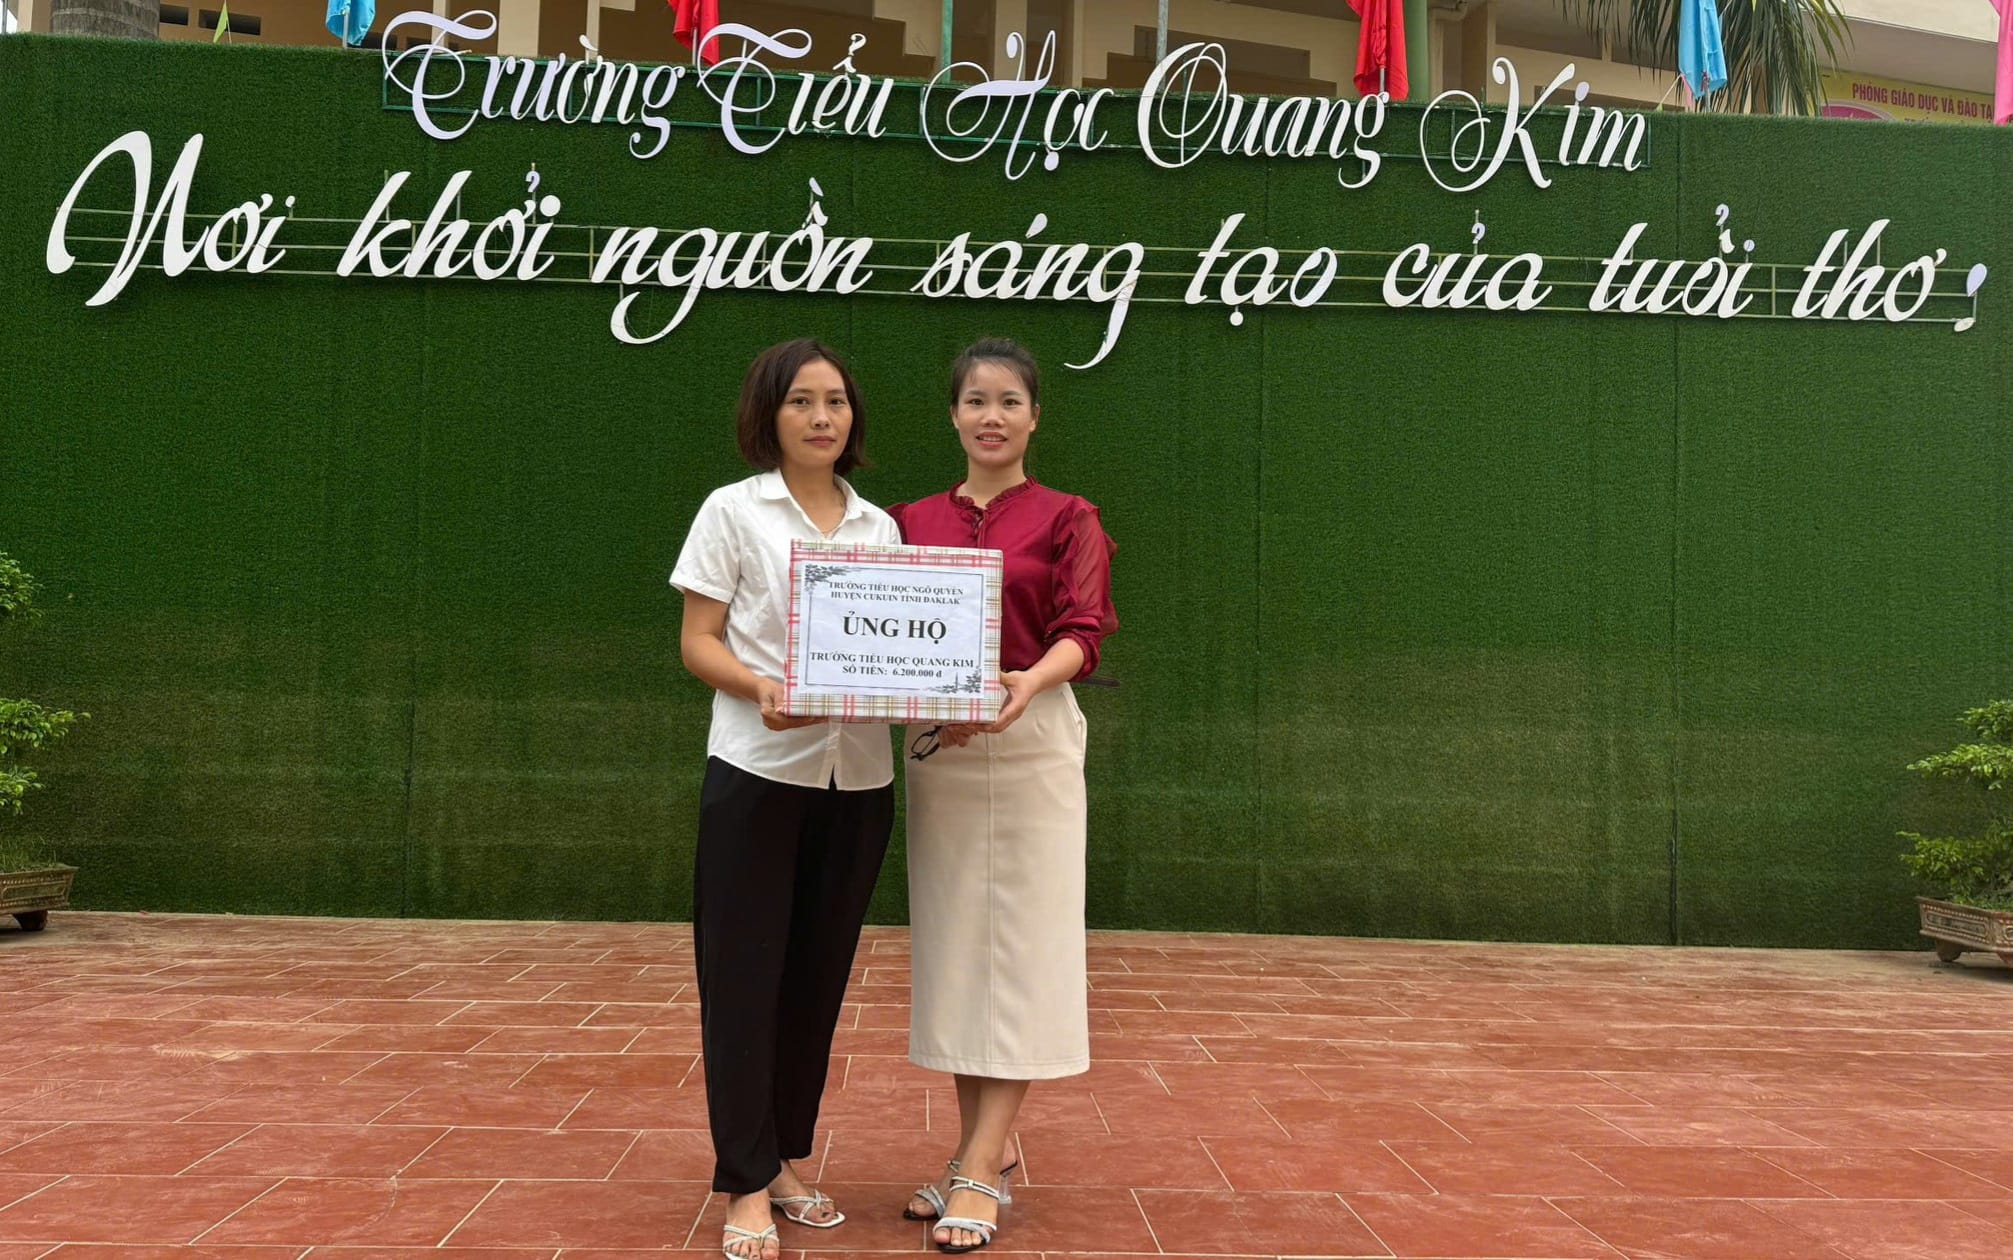 Trường Tiểu Học Quang Kim
PHÒNG GIÁO DỤC VÀ ĐÀO TẠ
Nơi khởi nguồn sáng tạo của tuổi thơ!
TRƯỜNG TIỂU HỌC NGÔ QUYỀN
HUYỆN CUKUIN TỈNH ĐAKLAK
ỦNG HỘ
TRƯỜNG TIỂU HỌC QUANG KIM
SỐ TIỀN: 6.200.000 đ